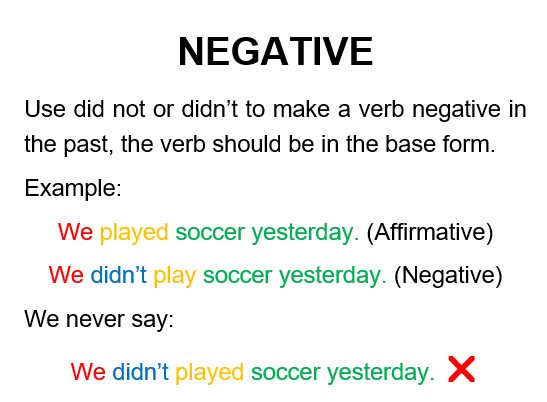 NEGATIVE
Use did not or didn’t to make a verb negative in
the past, the verb should be in the base form.
Example:
We played soccer yesterday. (Affirmative)
We didn’t play soccer yesterday. (Negative)
We never say:
We didn’t played soccer yesterday. ❌